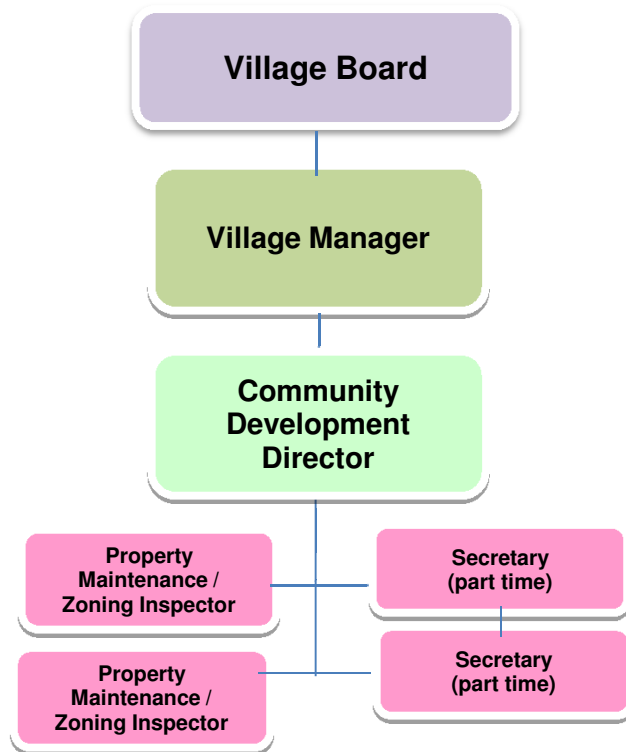 Village Board
Village Manager
Community
Development
Director
Property
Maintenance /
Zoning Inspector
Secretary
(part time)
Property
Maintenance /
Zoning Inspector
Secretary
(part time)